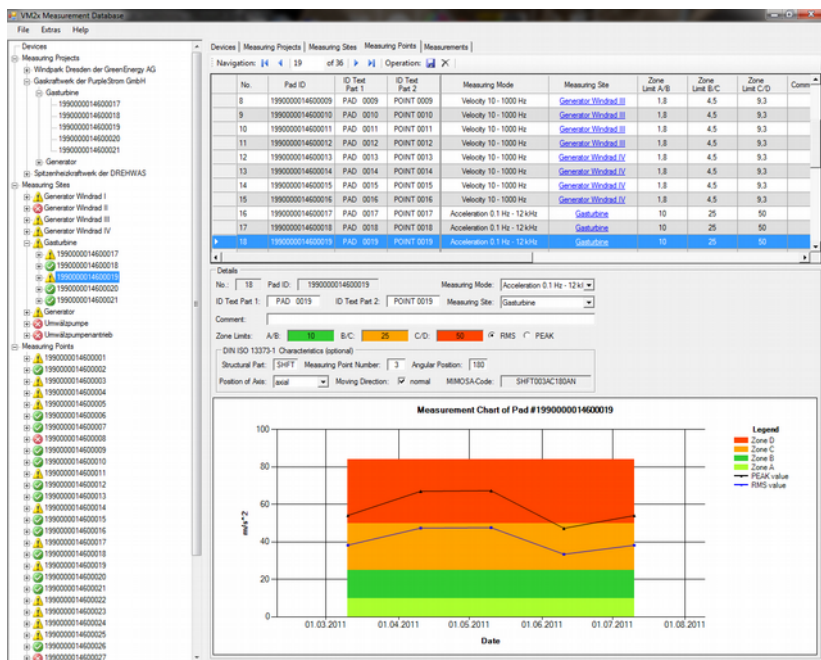 VM2x Measurement Database
File Extras Help
Devices
Measuring Projects
Windpark Dresden der GreenEnergy AG
Gaskraftwerk der PurpleStrom GmbH
Gasturbine
1990000014600017
1990000014600018
1990000014600019
1990000014600020
1990000014600021
Generator
Spitzenheizkraftwerk der DREHWAS
Measuring Sites
Generator Windrad I
Generator Windrad II
Generator Windrad III
Generator Windrad IV
Gasturbine
1990000014600017
1990000014600018
1990000014600019
1990000014600020
1990000014600021
Generator
Umwälzpumpe
Umwälzpumpenantrieb
Measuring Points
1990000014600001
1990000014600002
1990000014600003
1990000014600004
1990000014600005
1990000014600006
1990000014600007
1990000014600008
1990000014600009
1990000014600010
1990000014600011
1990000014600012
1990000014600013
1990000014600014
1990000014600015
1990000014600016
1990000014600017
1990000014600018
1990000014600019
1990000014600020
1990000014600021
1990000014600022
1990000014600023
1990000014600024
1990000014600025
1990000014600026
1990000014600027
Devices Measuring Projects Measuring Sites Measuring Points Measurements
Navigation: 19 of 36 Operation:
No. Pad ID ID Text Part 1 ID Text Part 2 Measuring Mode Measuring Site Zone Limit A/B Zone Limit B/C Zone Limit C/D Comm
8 1990000014600009 PAD 0009 POINT 0009 Velocity 10 - 1000 Hz Generator Windrad III 1.8 4.5 9.3
9 1990000014600010 PAD 0010 POINT 0010 Velocity 10 - 1000 Hz Generator Windrad III 1.8 4.5 9.3
10 1990000014600011 PAD 0011 POINT 0011 Velocity 10 - 1000 Hz Generator Windrad III 1.8 4.5 9.3
11 1990000014600012 PAD 0012 POINT 0012 Velocity 10 - 1000 Hz Generator Windrad III 1.8 4.5 9.3
12 1990000014600013 PAD 0013 POINT 0013 Velocity 10 - 1000 Hz Generator Windrad IV 1.8 4.5 9.3
13 1990000014600014 PAD 0014 POINT 0014 Velocity 10 - 1000 Hz Generator Windrad IV 1.8 4.5 9.3
14 1990000014600015 PAD 0015 POINT 0015 Velocity 10 - 1000 Hz Generator Windrad IV 1.8 4.5 9.3
15 1990000014600016 PAD 0016 POINT 0016 Velocity 10 - 1000 Hz Generator Windrad IV 1.8 4.5 9.3
16 1990000014600017 PAD 0017 POINT 0017 Acceleration 0.1 Hz - 12 kHz Gasturbine 10 25 50
17 1990000014600018 PAD 0018 POINT 0018 Acceleration 0.1 Hz - 12 kHz Gasturbine 10 25 50
18 1990000014600019 PAD 0019 POINT 0019 Acceleration 0.1 Hz - 12 kHz Gasturbine 10 25 50
Details
No.: 18 Pad ID: 1990000014600019 Measuring Mode: Acceleration 0.1 Hz - 12 kH
ID Text Part 1: PAD 0019 ID Text Part 2: POINT 0019 Measuring Site: Gasturbine
Comment:
Zone Limits: A/B: 10 B/C: 25 C/D: 50 RMS PEAK
DIN ISO 13373-1 Characteristics (optional)
Structural Part: SHFT Measuring Point Number: 3 Angular Position: 180
Position of Axis: axial Moving Direction: normal MIMOSA-Code: SHFT003AC180AN
Measurement Chart of Pad #1990000014600019
Legend
Zone D
Zone C
Zone B
Zone A
PEAK value
RMS value
100
80
60
40
20
0
m/s^2
01.03.2011 01.04.2011 01.05.2011 01.06.2011 01.07.2011 01.08.2011
Date